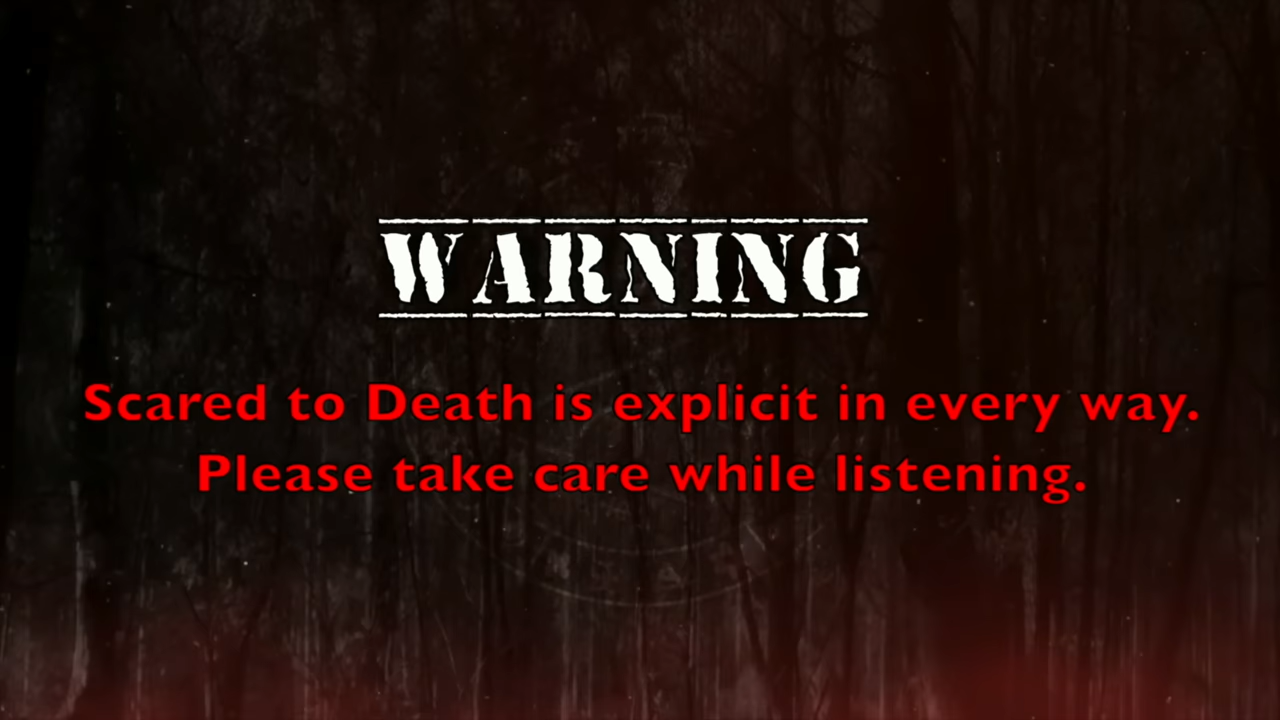 WARNING
Scared to Death is explicit in every way.
Please take care while listening.